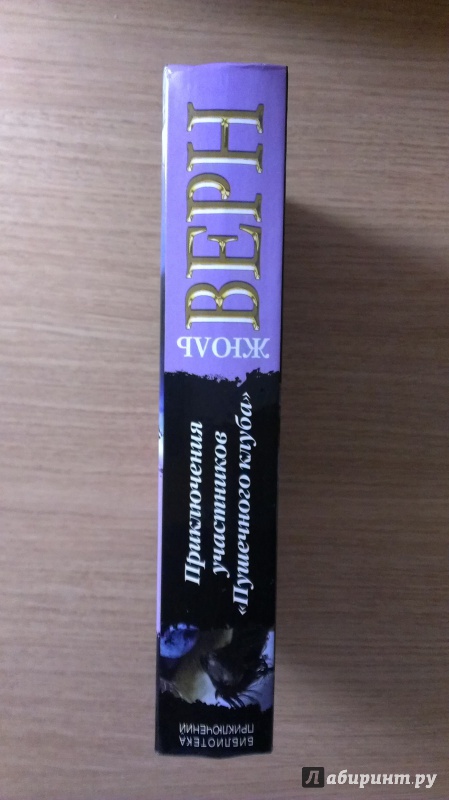 ЖЮЛЬ
ВЕРН
Приключения
участников
«Пушечного клуба»
БИБЛИОТЕКА
ПРИКЛЮЧЕНИЙ
Лабиринт.ру